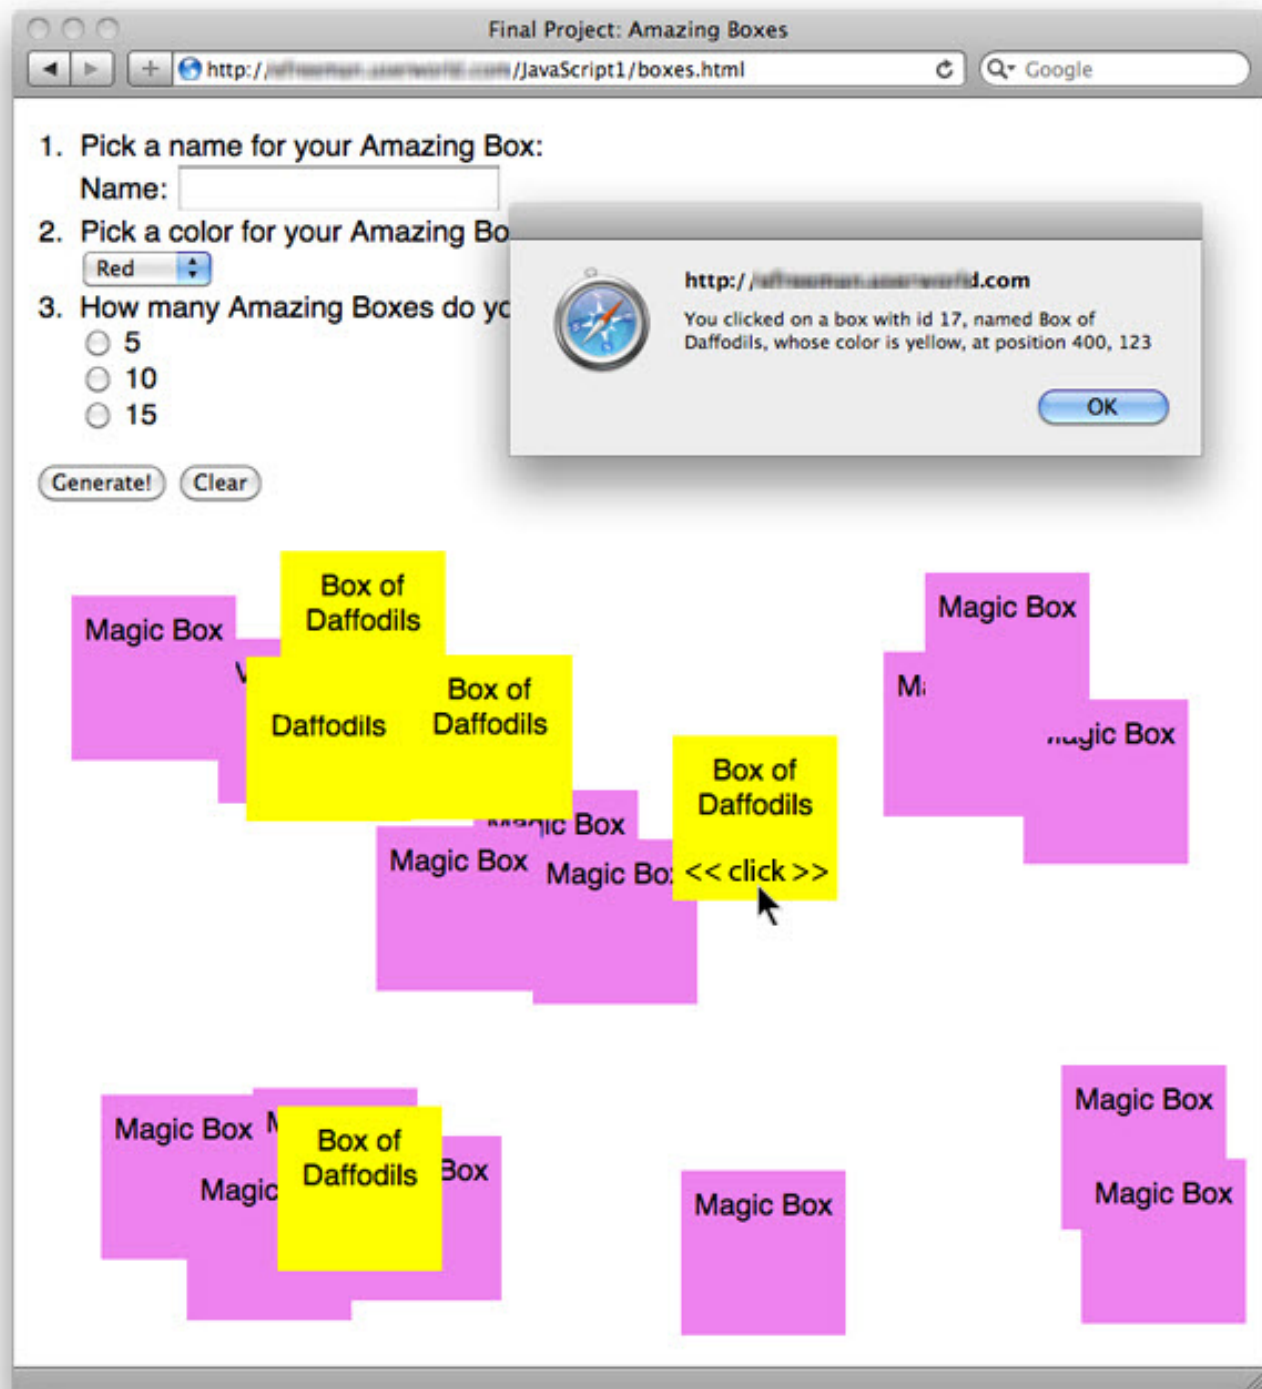 Final Project: Amazing Boxes
http:// /JavaScript1/boxes.html
Google
1. Pick a name for your Amazing Box:
Name:
2. Pick a color for your Amazing Bo
Red
3. How many Amazing Boxes do yo
5
10
15
Generate!
Clear
http:// d.com
You clicked on a box with id 17, named Box of
Daffodils, whose color is yellow, at position 400, 123
OK
Box of
Daffodils
Magic Box
Daffodils
Box of
Daffodils
Magic Box
Ma
Magic Box
Box of
Daffodils
<< click >>
Magic Box
Magic Box
Magic Box
Magic Box
Magic
Box of
Daffodils
Box
Magic Box
Magic Box
Magic Box